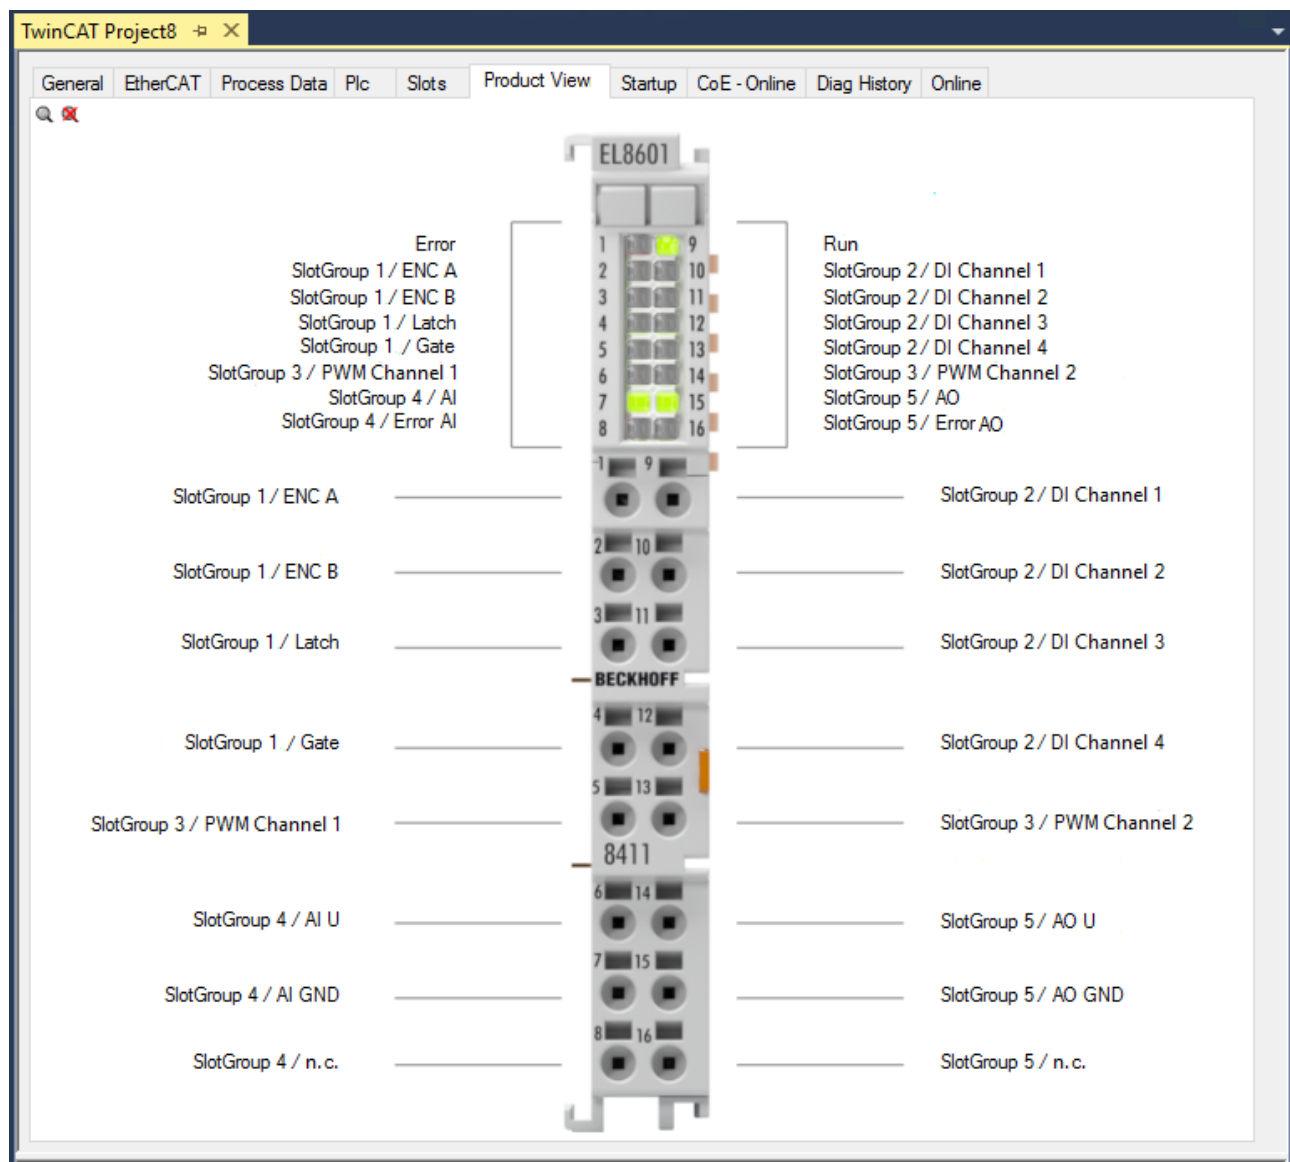 TwinCAT Project8
General EtherCAT Process Data Plc Slots Product View Startup CoE - Online Diag History Online
EL8601
Error 1 9 Run
SlotGroup 1 / ENC A 2 10 SlotGroup 2 / DI Channel 1
SlotGroup 1 / ENC B 3 11 SlotGroup 2 / DI Channel 2
SlotGroup 1 / Latch 4 12 SlotGroup 2 / DI Channel 3
SlotGroup 1 / Gate 5 13 SlotGroup 2 / DI Channel 4
SlotGroup 3 / PWM Channel 1 6 14 SlotGroup 3 / PWM Channel 2
SlotGroup 4 / AI 7 15 SlotGroup 5 / AO
SlotGroup 4 / Error AI 8 16 SlotGroup 5 / Error AO
1 9
SlotGroup 1 / ENC A SlotGroup 2 / DI Channel 1
2 10
SlotGroup 1 / ENC B SlotGroup 2 / DI Channel 2
3 11
SlotGroup 1 / Latch SlotGroup 2 / DI Channel 3
BECKHOFF
4 12
SlotGroup 1 / Gate SlotGroup 2 / DI Channel 4
5 13
SlotGroup 3 / PWM Channel 1 SlotGroup 3 / PWM Channel 2
8411
6 14
SlotGroup 4 / AI U SlotGroup 5 / AO U
7 15
SlotGroup 4 / AI GND SlotGroup 5 / AO GND
8 16
SlotGroup 4 / n.c. SlotGroup 5 / n.c.